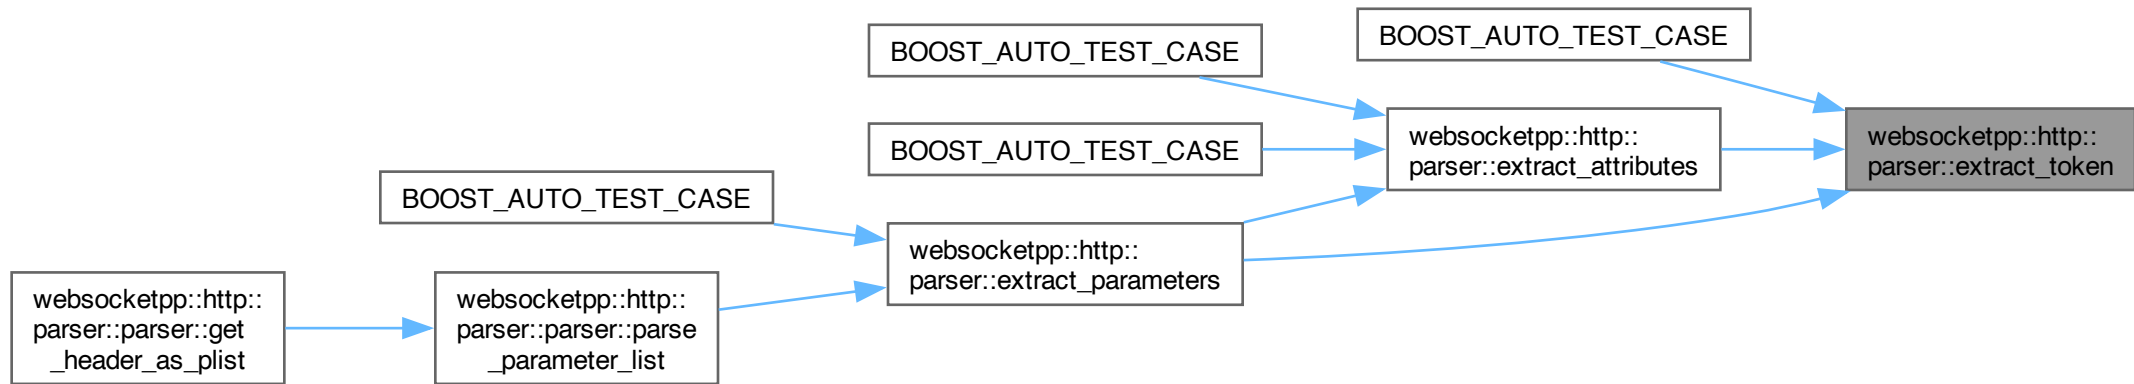 BOOST_AUTO_TEST_CASE
BOOST_AUTO_TEST_CASE
websocketpp::http::
parser::extract_attributes
websocketpp::http::
parser::extract_token
BOOST_AUTO_TEST_CASE
BOOST_AUTO_TEST_CASE
websocketpp::http::
parser::extract_parameters
websocketpp::http::
parser::parser::get
_header_as_plist
websocketpp::http::
parser::parser::parse
_parameter_list